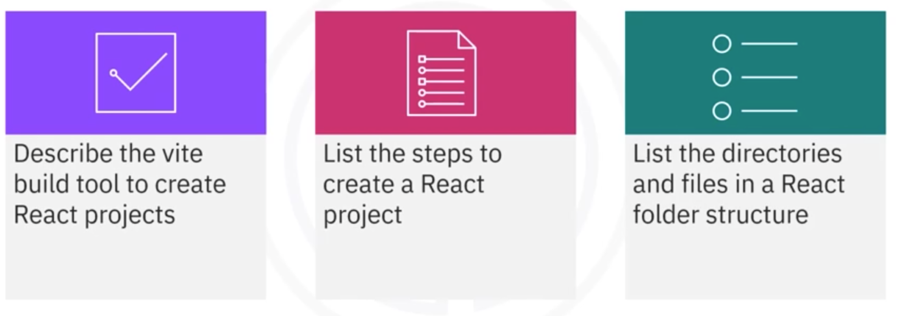 Describe the vite
build tool to create
React projects
List the steps to
create a React
project
List the directories
and files in a React
folder structure